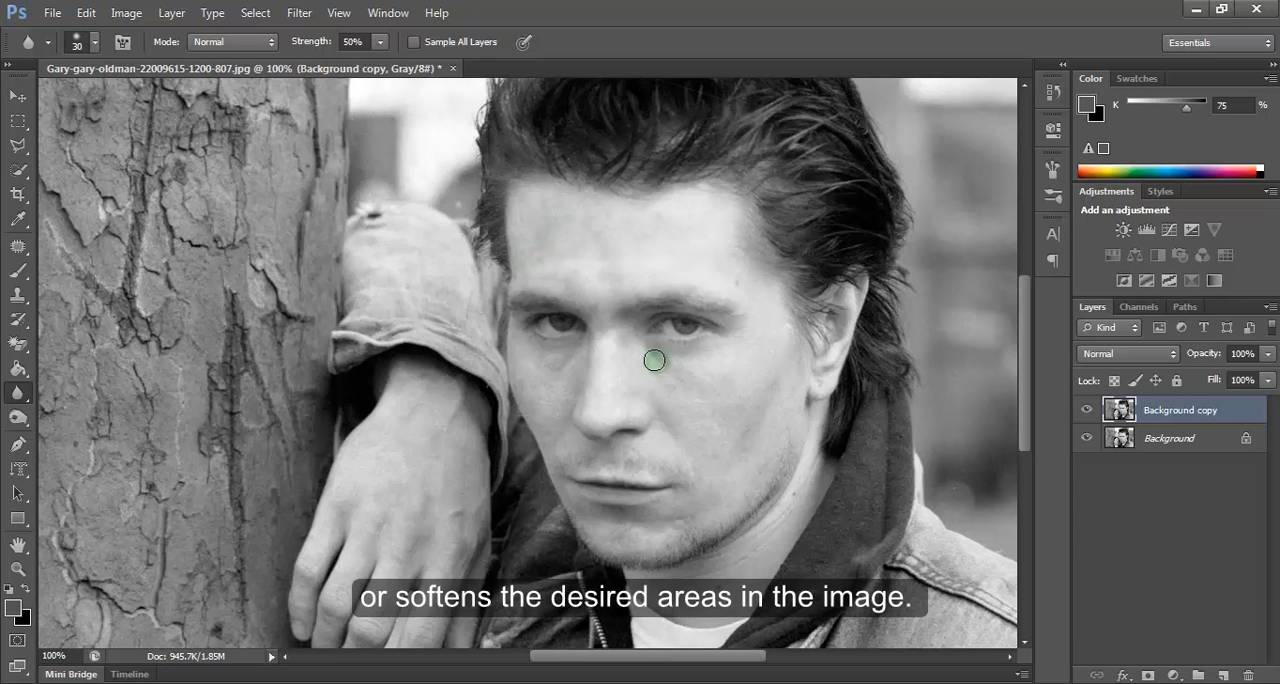 Ps File Edit Image Layer Type Select Filter View Window Help
30 Mode: Normal Strength: 50% Sample All Layers Essentials
Gary-gary-oldman-22009615-1200-807.jpg @ 100% (Background copy, Gray/8#) * ×
Color Swatches
K 75 %
Adjustments Styles
Add an adjustment
Layers Channels Paths
Kind T
Normal Opacity: 100%
Lock: Fill: 100%
Background copy
Background
or softens the desired areas in the image.
100% Doc: 945.7K/1.85M
Mini Bridge Timeline
fx